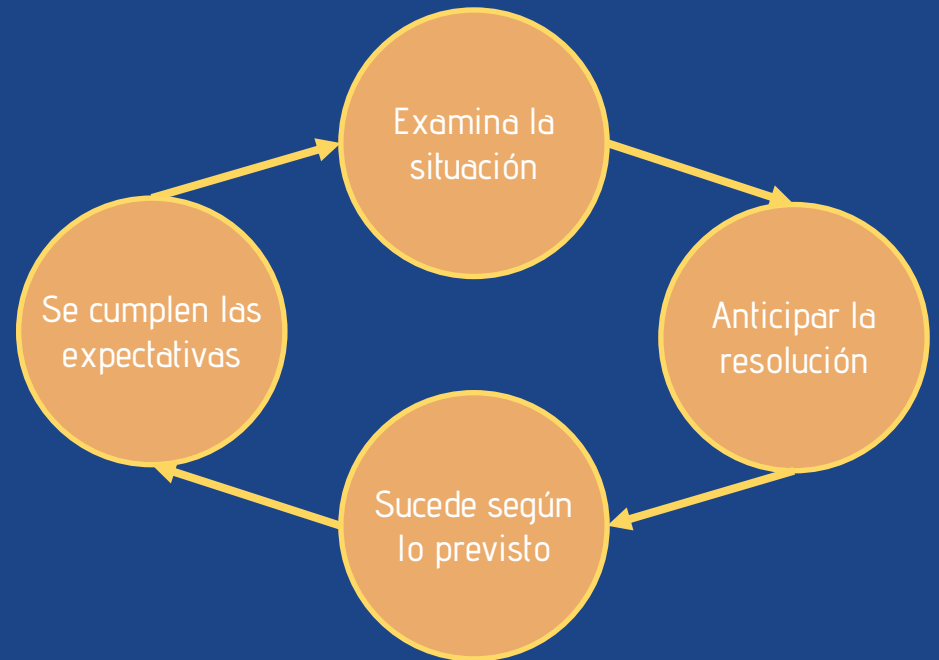 Examina la
situación
Anticipar la
resolución
Sucede según
lo previsto
Se cumplen las
expectativas